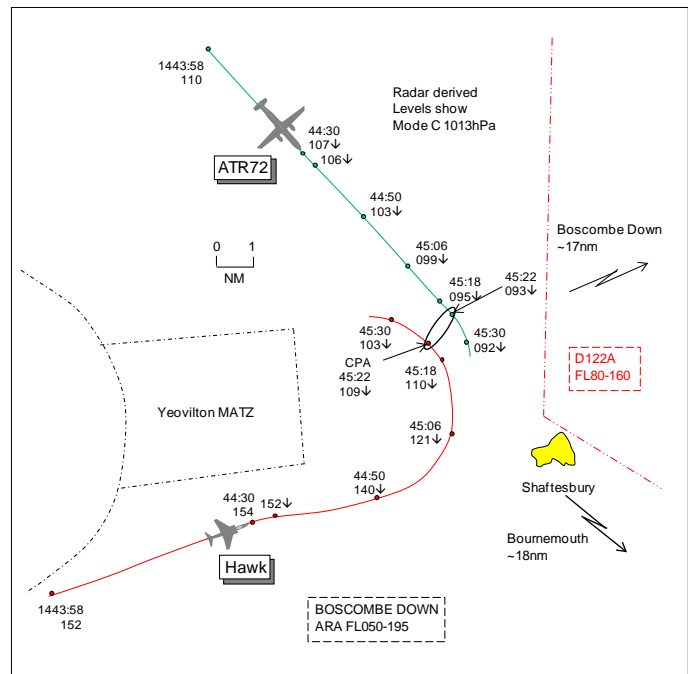 1443:58
110
Radar derived
Levels show
Mode C 1013hPa
44:30
107↓
106↓
ATR72
44:50
103↓
0 1
NM
45:06
099↓
Boscombe Down
~17nm
45:18
095↓
45:22
093↓
45:30
103↓
45:30
092↓
CPA
45:22
109↓
45:18
110↓
D122A
FL80-160
Yeovilton MATZ
45:06
121↓
44:50
140↓
Shaftesbury
44:30
154
152↓
Hawk
Bournemouth
~18nm
1443:58
152
BOSCOMBE DOWN
ARA FL050-195